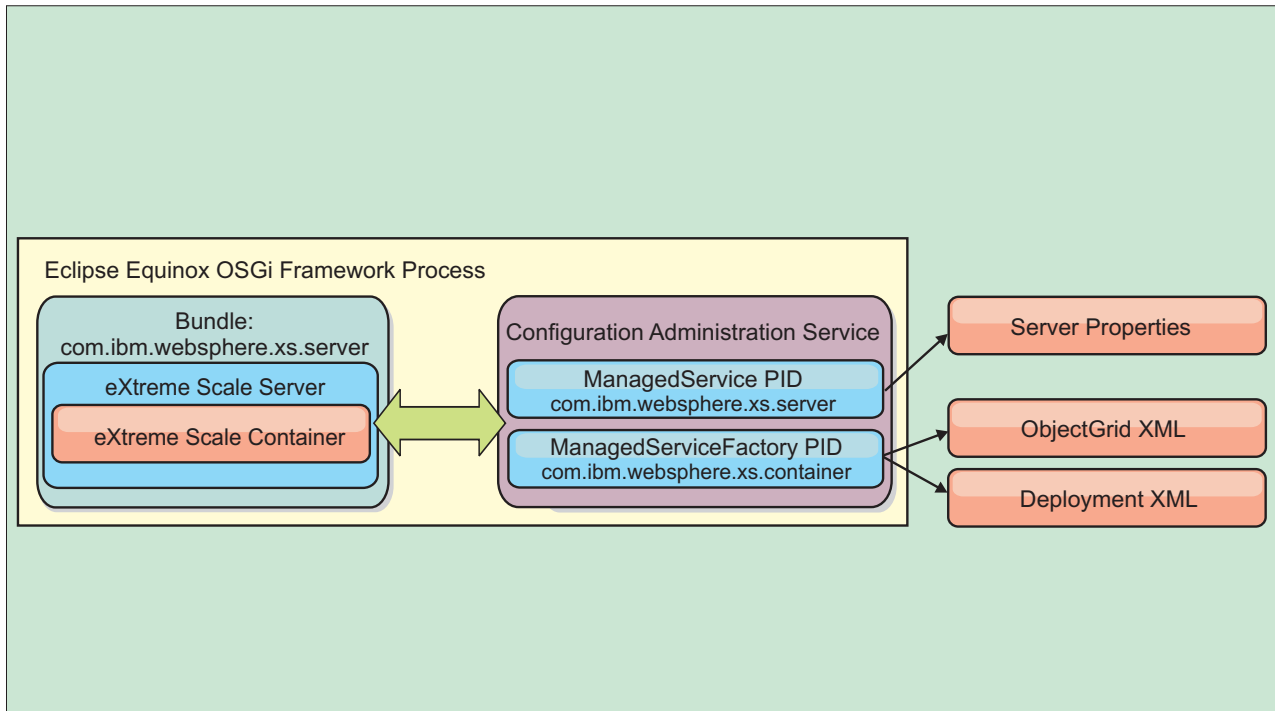 Eclipse Equinox OSGi Framework Process
Bundle:
com.ibm.websphere.xs.server
eXtreme Scale Server
eXtreme Scale Container
Configuration Administration Service
ManagedService PID
com.ibm.websphere.xs.server
ManagedServiceFactory PID
com.ibm.websphere.xs.container
Server Properties
ObjectGrid XML
Deployment XML